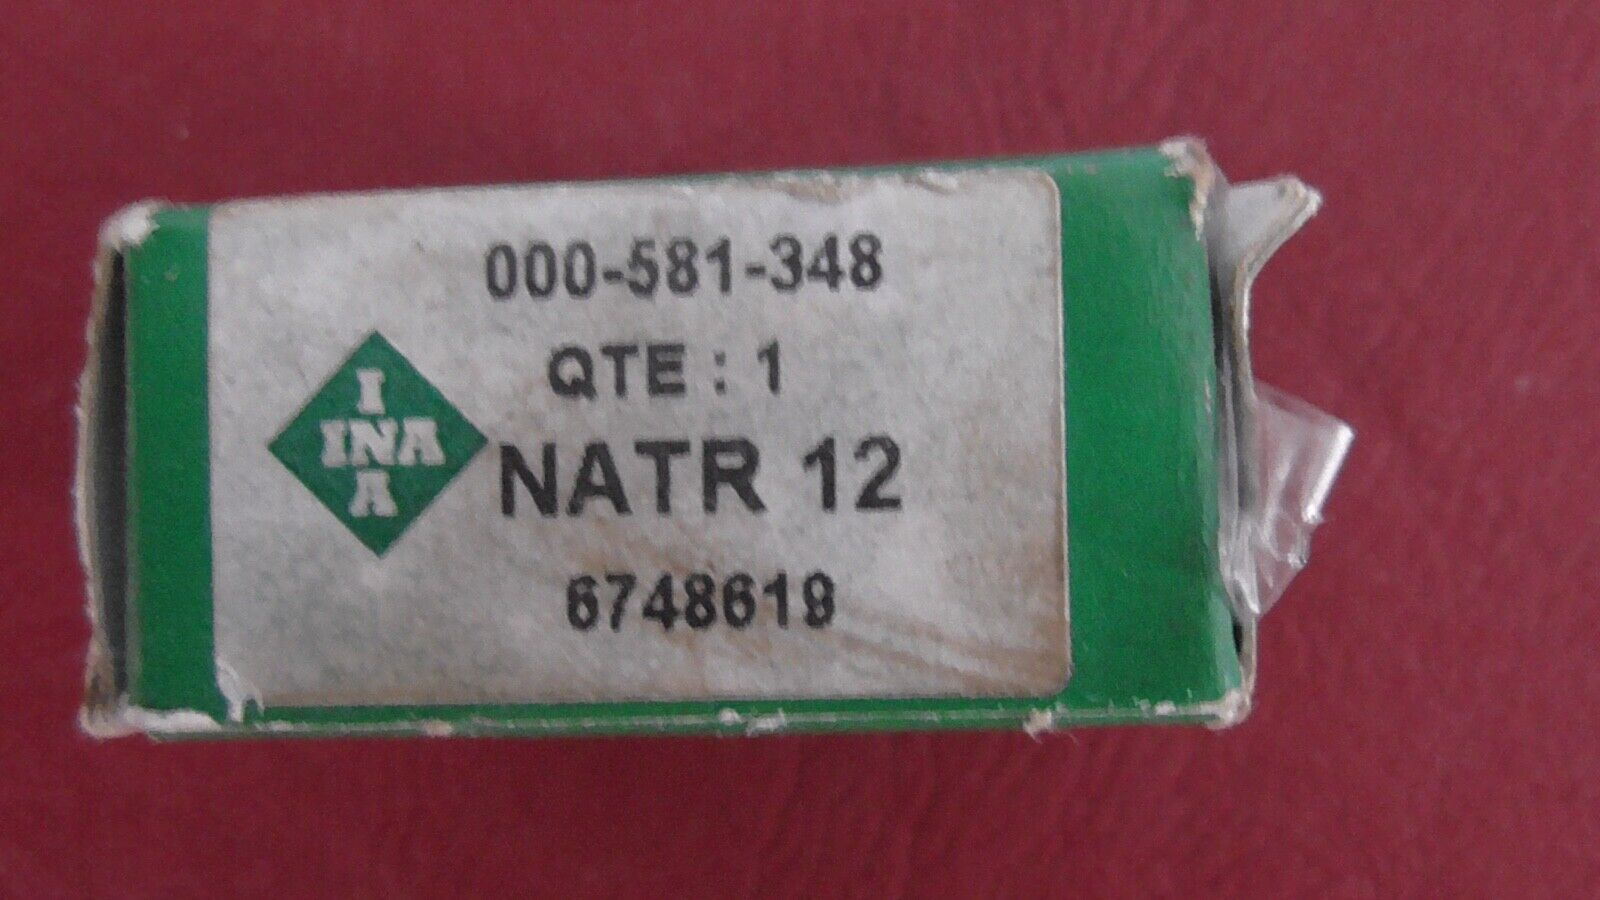 000-581-348
QTE : 1
I
INA
A
NATR 12
6748619